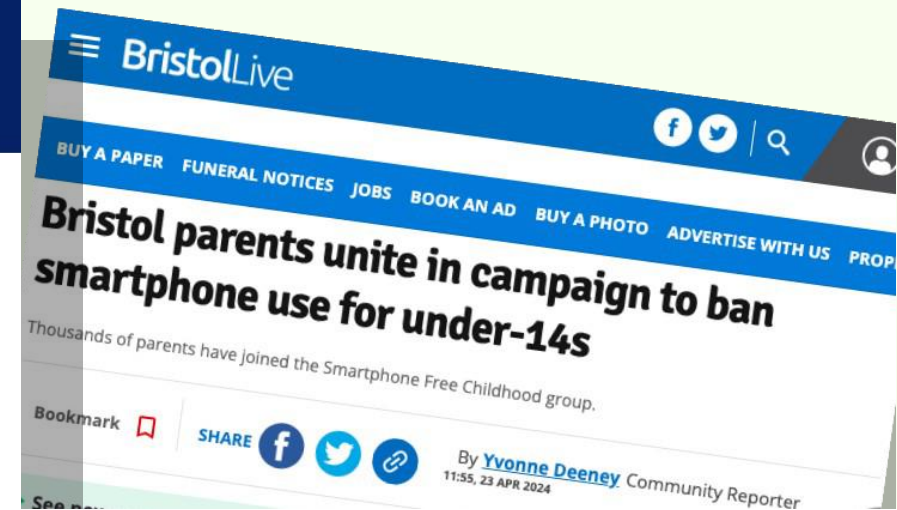 BristolLive
BUY A PAPER FUNERAL NOTICES JOBS BOOK AN AD BUY A PHOTO ADVERTISE WITH US
Bristol parents unite in campaign to ban
smartphone use for under-14s
Thousands of parents have joined the Smartphone Free Childhood group.
Bookmark SHARE By Yvonne Deeney Community Reporter
11:55, 23 APR 2024
See